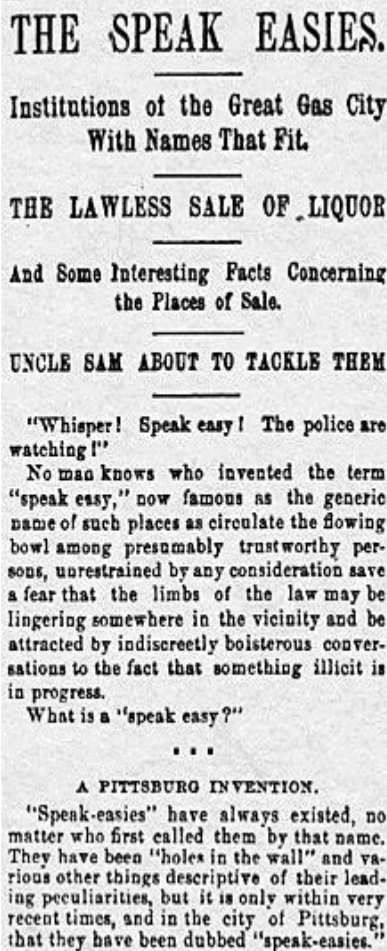 THE SPEAK EASIES.
Institutions of the Great Gas City
With Names That Fit.
THE LAWLESS SALE OF LIQUOR
And Some Interesting Facts Concerning
the Places of Sale.
UNCLE SAM ABOUT TO TACKLE THEM
"Whisper! Speak easy! The police are
watching!"
No man knows who invented the term
"speak easy," now famous as the generic
name of such places as circulate the flowing
bowl among presumably trustworthy per-
sons, unrestrained by any consideration save
a fear that the limbs of the law may be
lingering somewhere in the vicinity and be
attracted by indiscreetly boisterous conver-
sations to the fact that something illicit is
in progress.
What is a "speak easy?"
* * *
A PITTSBURG INVENTION.
"Speak-easies" have always existed, no
matter who first called them by that name.
They have been "holes in the wall" and va-
rious other things descriptive of their lead-
ing peculiarities, but it is only within very
recent times, and in the city of Pittsburg,
that they have been dubbed "speak-easies."